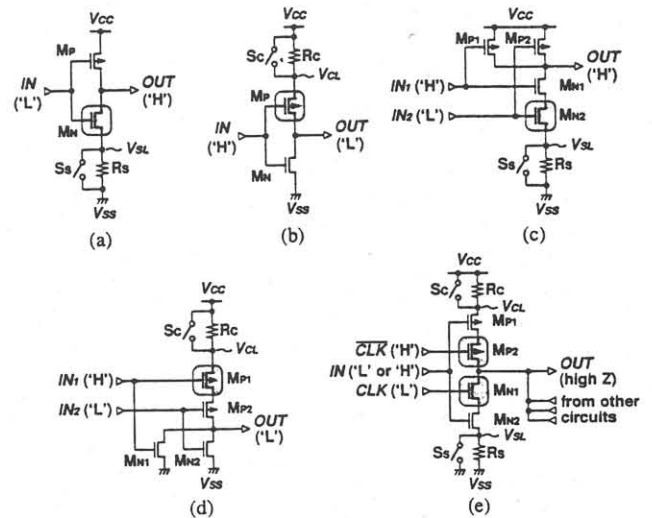 VCC
MP
IN
('L')
OUT
('H')
MN
VSL
SS
RS
VSS
(a)
VCC
SC
RC
VCL
MP
IN
('H')
OUT
('L')
MN
VSS
(b)
VCC
MP1
MP2
OUT
('H')
IN1 ('H')
MN1
IN2 ('L')
MN2
VSL
SS
RS
VSS
(c)
VCC
SC
RC
VCL
IN1 ('H')
MP1
IN2 ('L')
MP2
OUT
('L')
MN1
MN2
VSS
(d)
VCC
SC
RC
VCL
MP1
CLK ('H')
MP2
IN ('L' or 'H')
OUT
(high Z)
CLK ('L')
MN1
from other
circuits
MN2
VSL
SS
RS
VSS
(e)